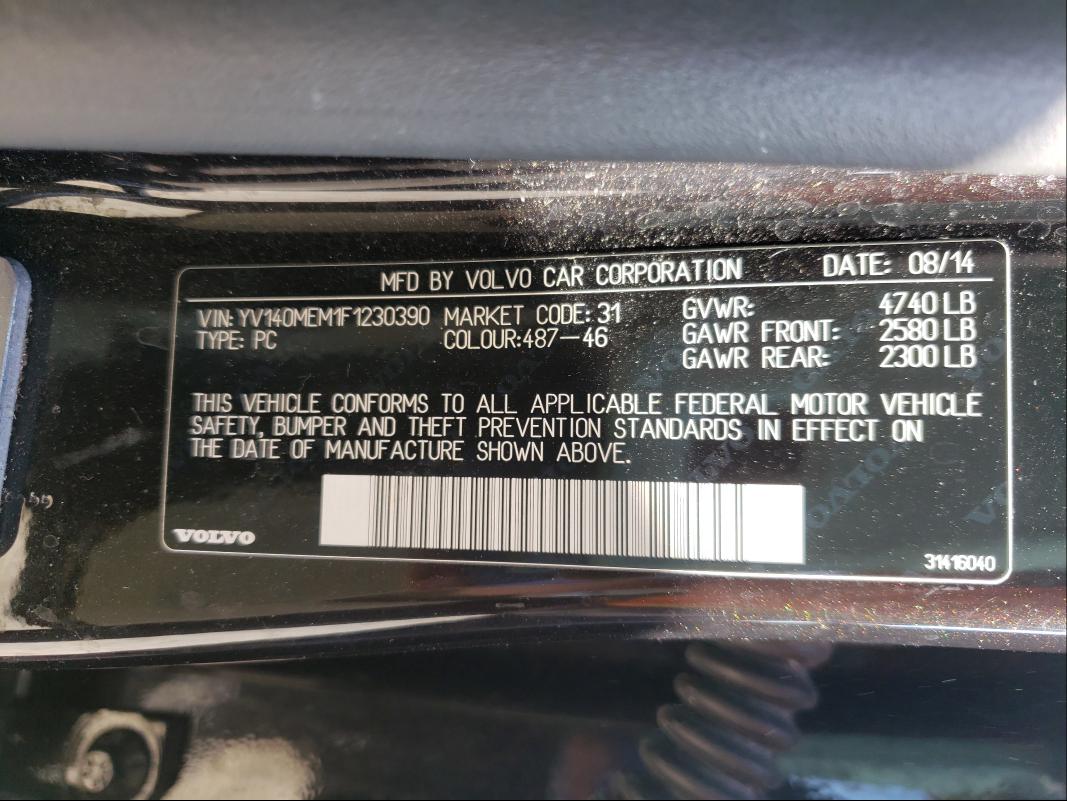 MFD BY VOLVO CAR CORPORATION DATE: 08/14
VIN: YV140MEM1F1230390 MARKET CODE: 31 GVWR: 4740 LB
TYPE: PC COLOUR:487-46 GAWR FRONT: 2580 LB
GAWR REAR: 2300 LB
THIS VEHICLE CONFORMS TO ALL APPLICABLE FEDERAL MOTOR VEHICLE
SAFETY, BUMPER AND THEFT PREVENTION STANDARDS IN EFFECT ON
THE DATE OF MANUFACTURE SHOWN ABOVE.
VOLVO
31416040